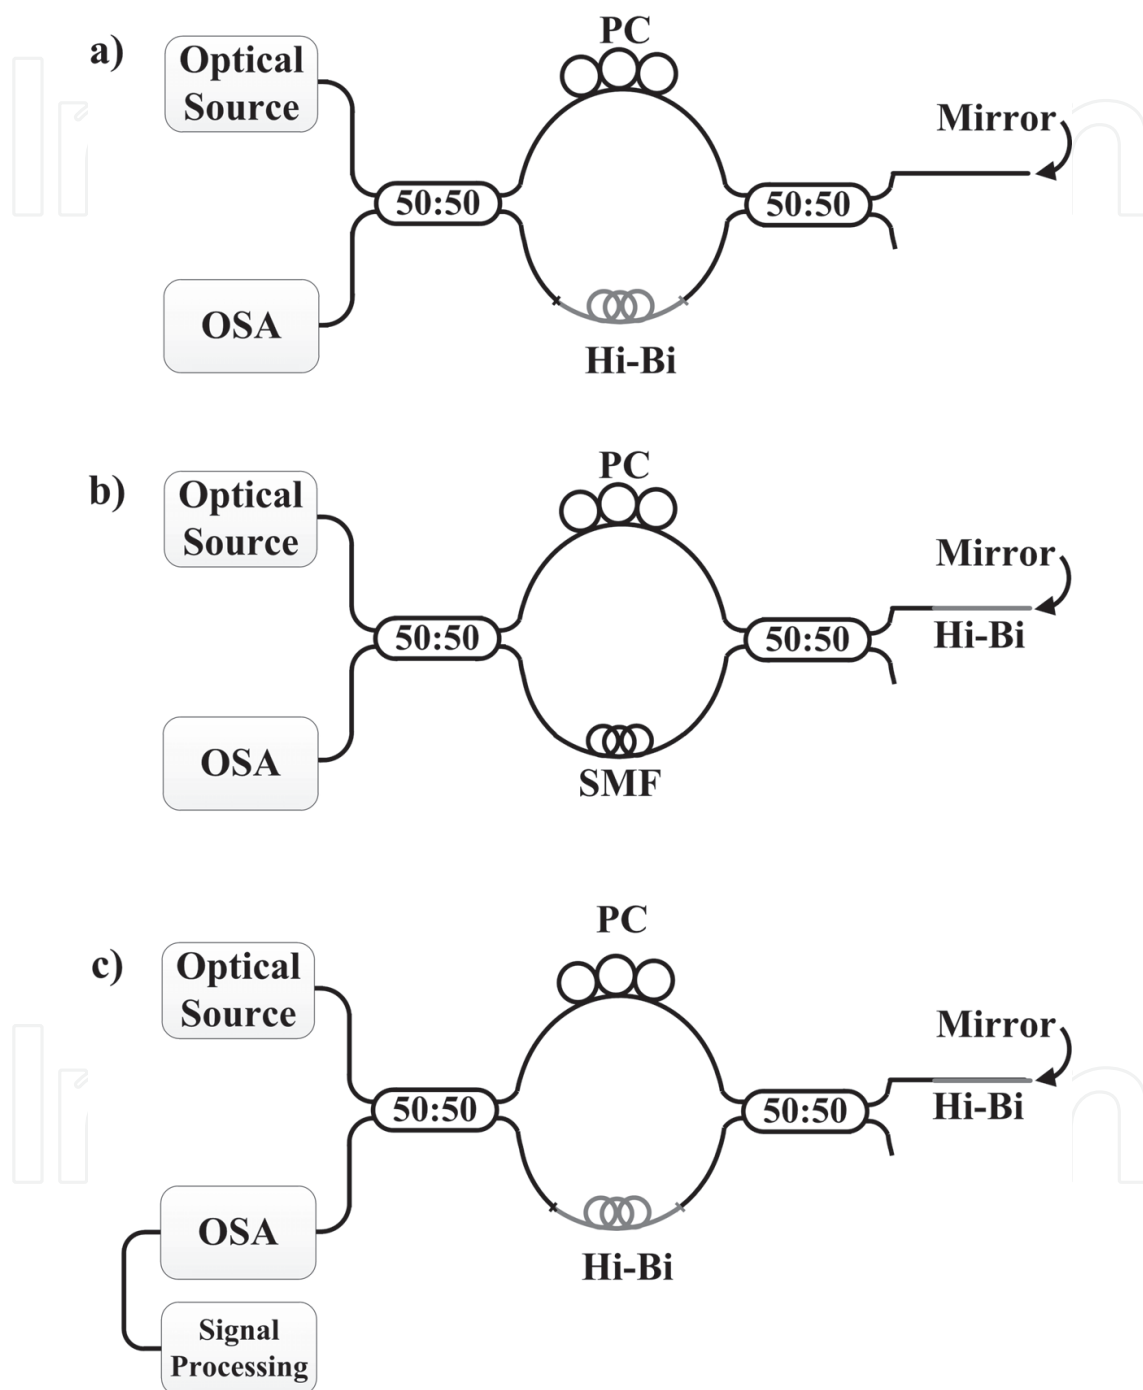 a)
Optical
Source
PC
Mirror
50:50
50:50
OSA
Hi-Bi
b)
Optical
Source
PC
Mirror
50:50
50:50
Hi-Bi
OSA
SMF
c)
Optical
Source
PC
Mirror
50:50
50:50
Hi-Bi
OSA
Hi-Bi
Signal
Processing